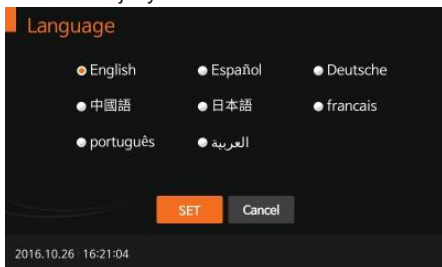 Language
English Español Deutsche
中國語 日本語 francais
português العربية
SET Cancel
2016.10.26 16:21:04